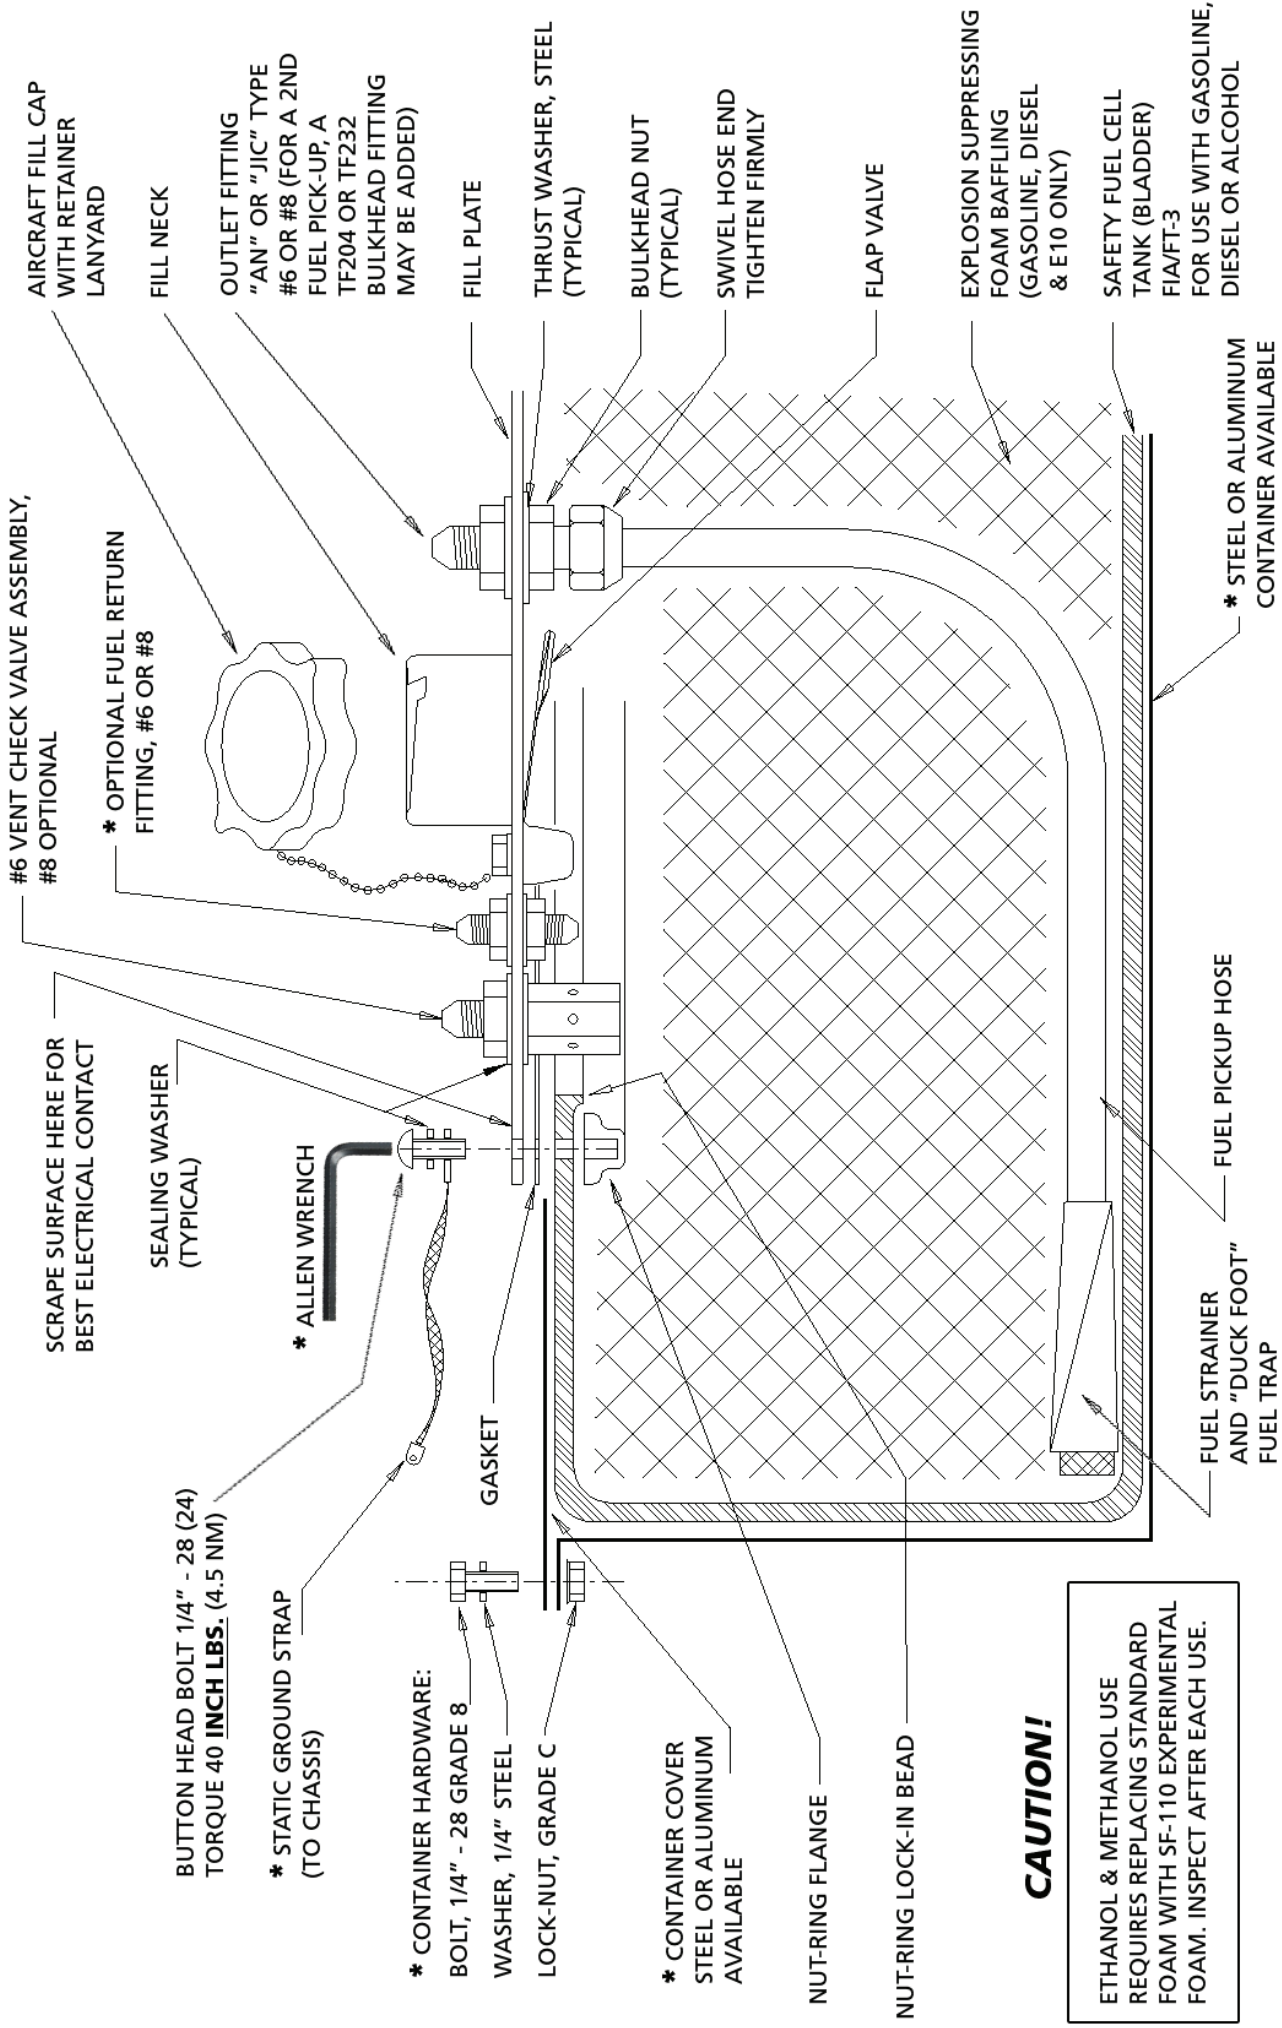 BUTTON HEAD BOLT 1/4” - 28 (24)
TORQUE 40 INCH LBS. (4.5 NM)
* STATIC GROUND STRAP
(TO CHASSIS)
* CONTAINER HARDWARE:
BOLT, 1/4” - 28 GRADE 8
WASHER, 1/4” STEEL
LOCK-NUT, GRADE C
* CONTAINER COVER
STEEL OR ALUMINUM
AVAILABLE
NUT-RING FLANGE
NUT-RING LOCK-IN BEAD
CAUTION!
ETHANOL & METHANOL USE
REQUIRES REPLACING STANDARD
FOAM WITH SF-110 EXPERIMENTAL
FOAM. INSPECT AFTER EACH USE.
SCRAPE SURFACE HERE FOR
BEST ELECTRICAL CONTACT
SEALING WASHER
(TYPICAL)
* ALLEN WRENCH
GASKET
#6 VENT CHECK VALVE ASSEMBLY,
#8 OPTIONAL
* OPTIONAL FUEL RETURN
FITTING, #6 OR #8
AIRCRAFT FILL CAP
WITH RETAINER
LANYARD
FILL NECK
OUTLET FITTING
“AN” OR “JIC” TYPE
#6 OR #8 (FOR A 2ND
FUEL PICK-UP, A
TF204 OR TF232
BULKHEAD FITTING
MAY BE ADDED)
FILL PLATE
THRUST WASHER, STEEL
(TYPICAL)
BULKHEAD NUT
(TYPICAL)
SWIVEL HOSE END
TIGHTEN FIRMLY
FLAP VALVE
EXPLOSION SUPPRESSING
FOAM BAFFLING
(GASOLINE, DIESEL
& E10 ONLY)
SAFETY FUEL CELL
TANK (BLADDER)
FIA/FT-3
FOR USE WITH GASOLINE,
DIESEL OR ALCOHOL
* STEEL OR ALUMINUM
CONTAINER AVAILABLE
FUEL PICKUP HOSE
FUEL STRAINER
AND “DUCK FOOT”
FUEL TRAP